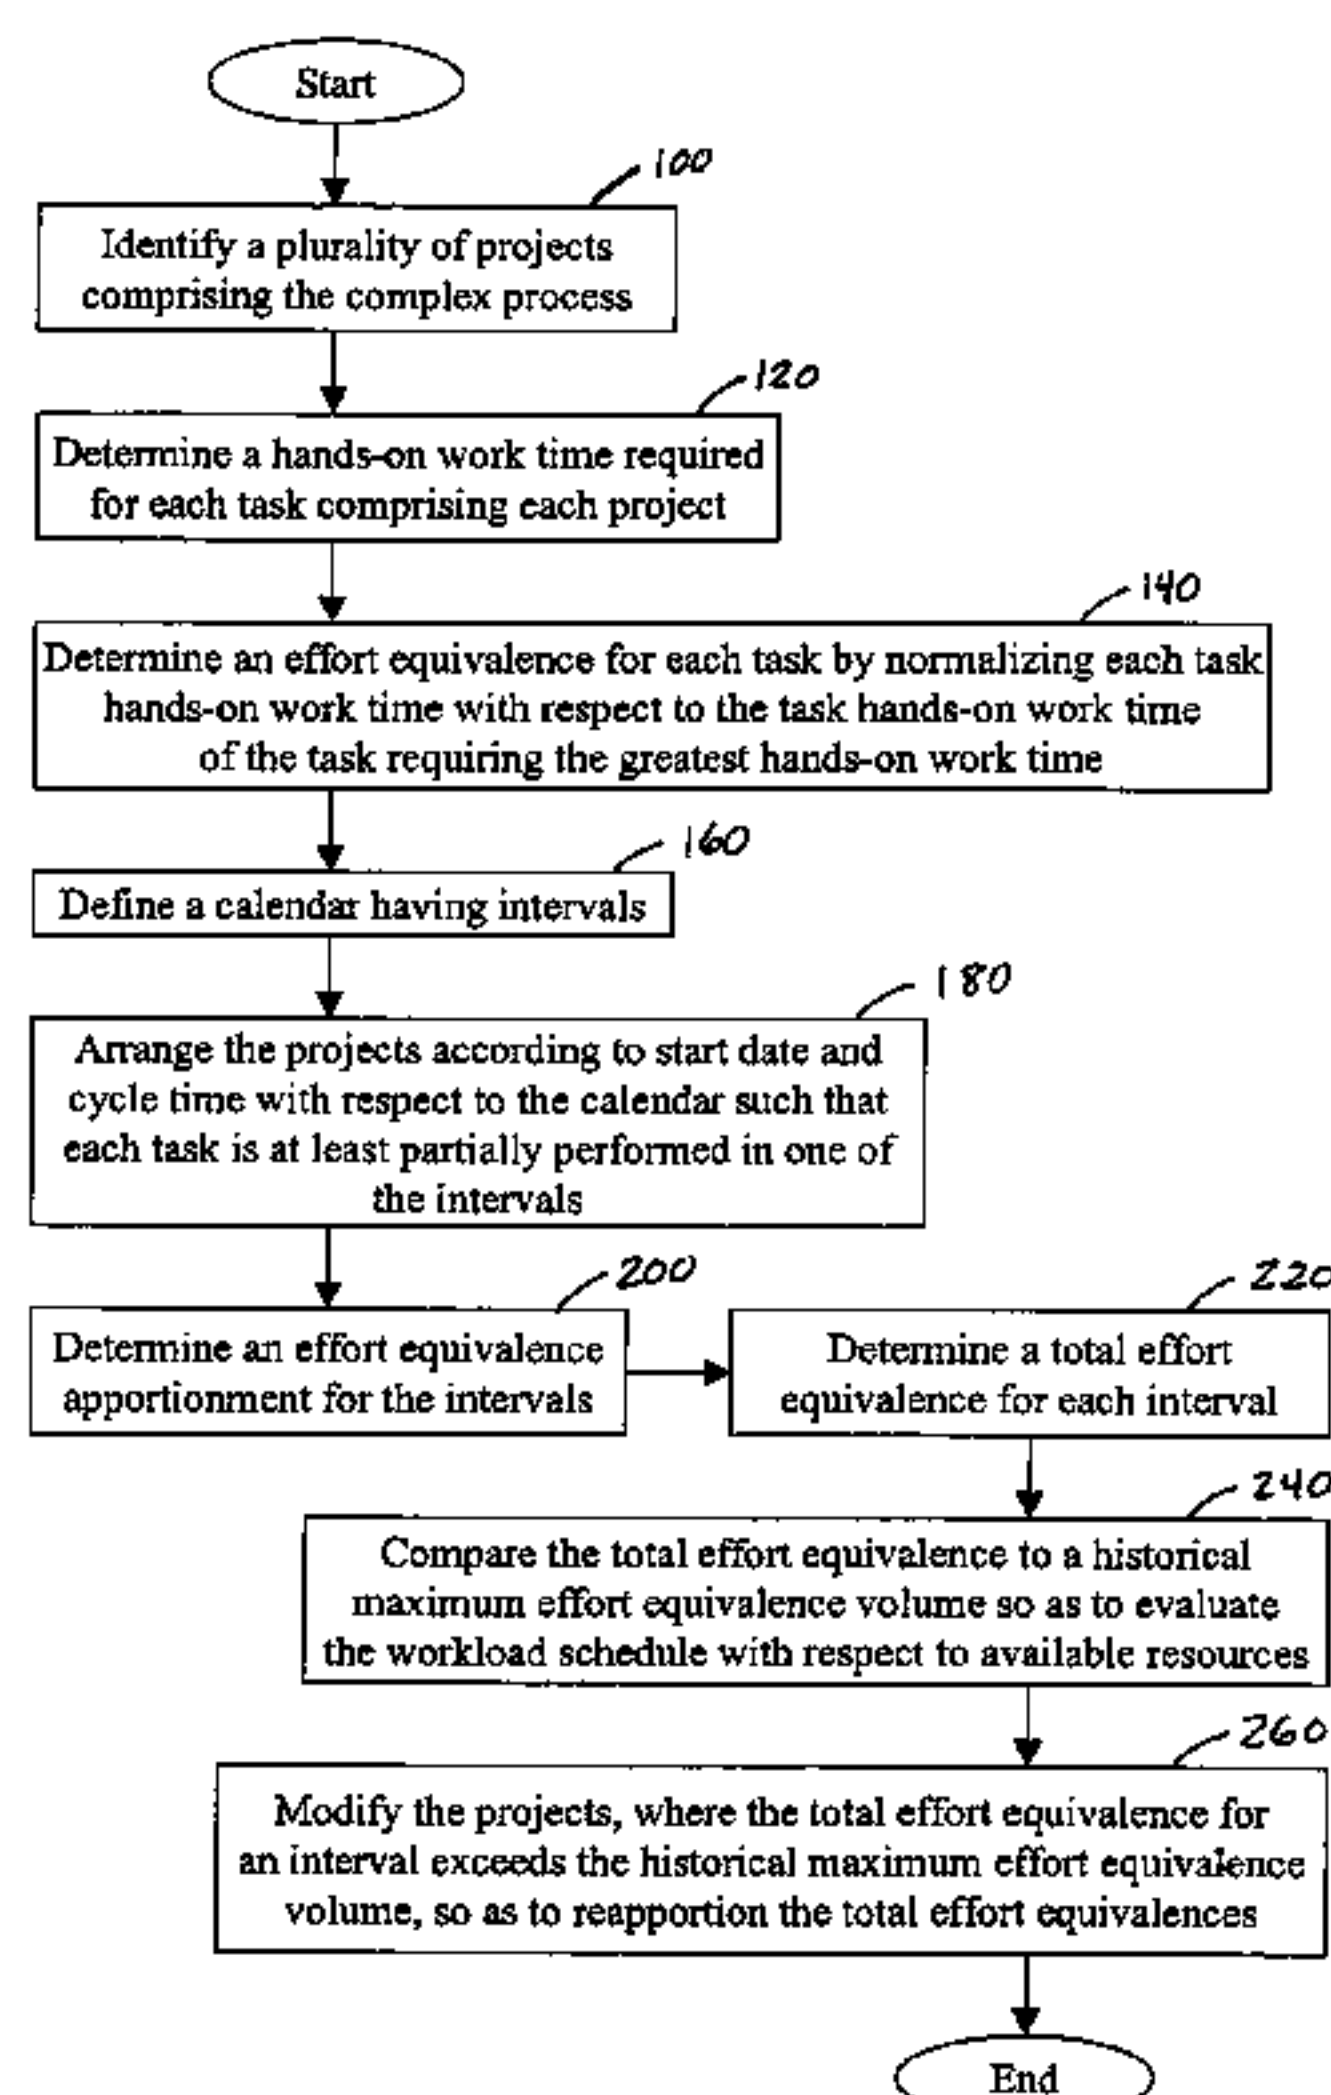 Start
100
Identify a plurality of projects
comprising the complex process
120
Determine a hands-on work time required
for each task comprising each project
140
Determine an effort equivalence for each task by normalizing each task
hands-on work time with respect to the task hands-on work time
of the task requiring the greatest hands-on work time
160
Define a calendar having intervals
180
Arrange the projects according to start date and
cycle time with respect to the calendar such that
each task is at least partially performed in one of
the intervals
200
Determine an effort equivalence
apportionment for the intervals
220
Determine a total effort
equivalence for each interval
240
Compare the total effort equivalence to a historical
maximum effort equivalence volume so as to evaluate
the workload schedule with respect to available resources
260
Modify the projects, where the total effort equivalence for
an interval exceeds the historical maximum effort equivalence
volume, so as to reapportion the total effort equivalences
End